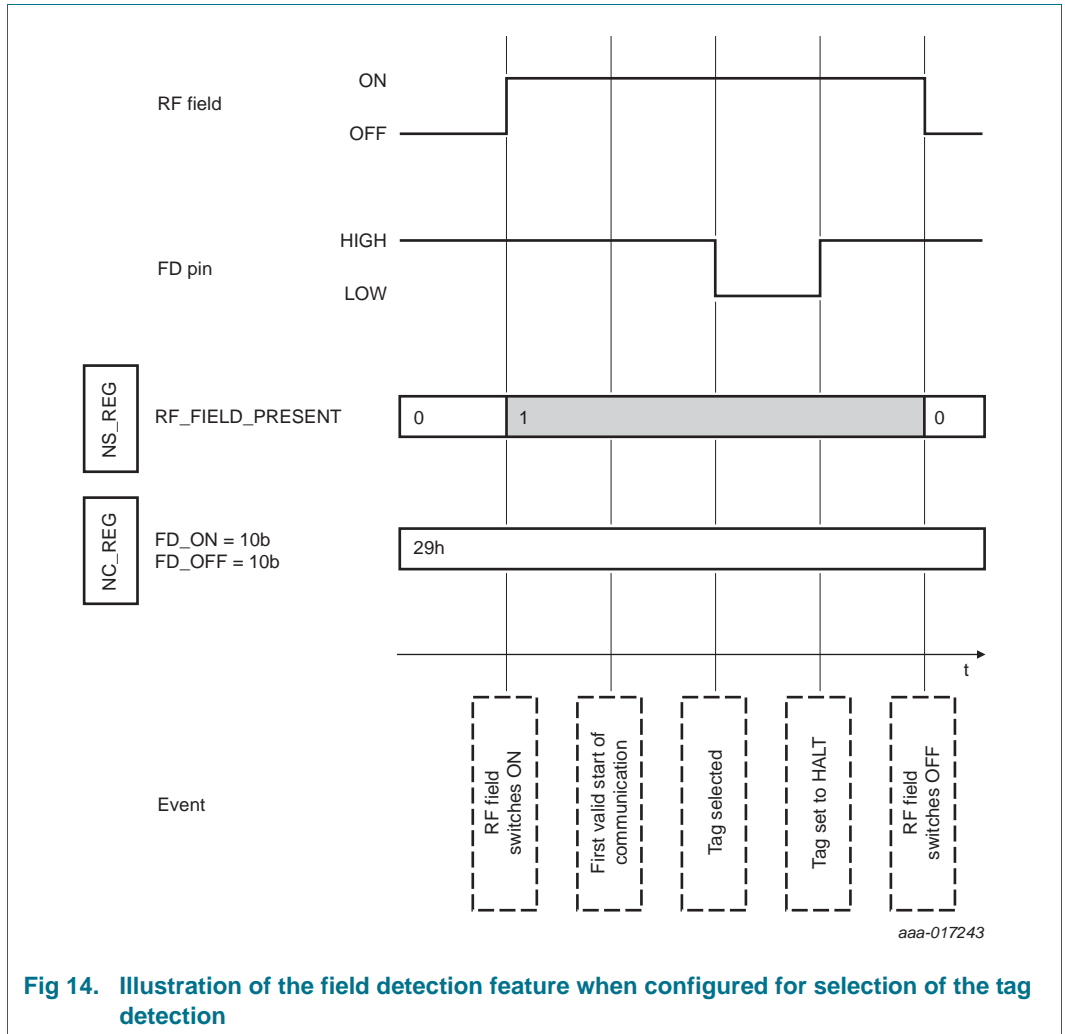 RF field
ON
OFF
FD pin
HIGH
LOW
NS_REG
RF_FIELD_PRESENT
0
1
0
NC_REG
FD_ON = 10b
FD_OFF = 10b
29h
t
Event
RF field
switches ON
First valid start of
communication
Tag selected
Tag set to HALT
RF field
switches OFF
aaa-017243
Fig 14. Illustration of the field detection feature when configured for selection of the tag
detection